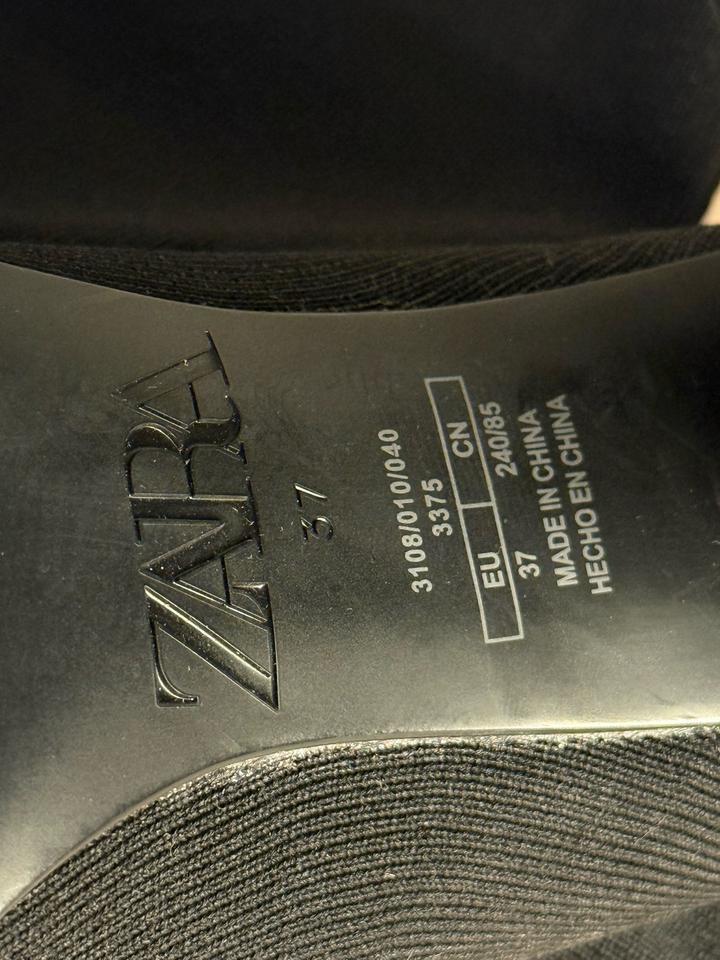 ZARA
37
3108/010/040
3375
EU CN
37 240/85
MADE IN CHINA
HECHO EN CHINA